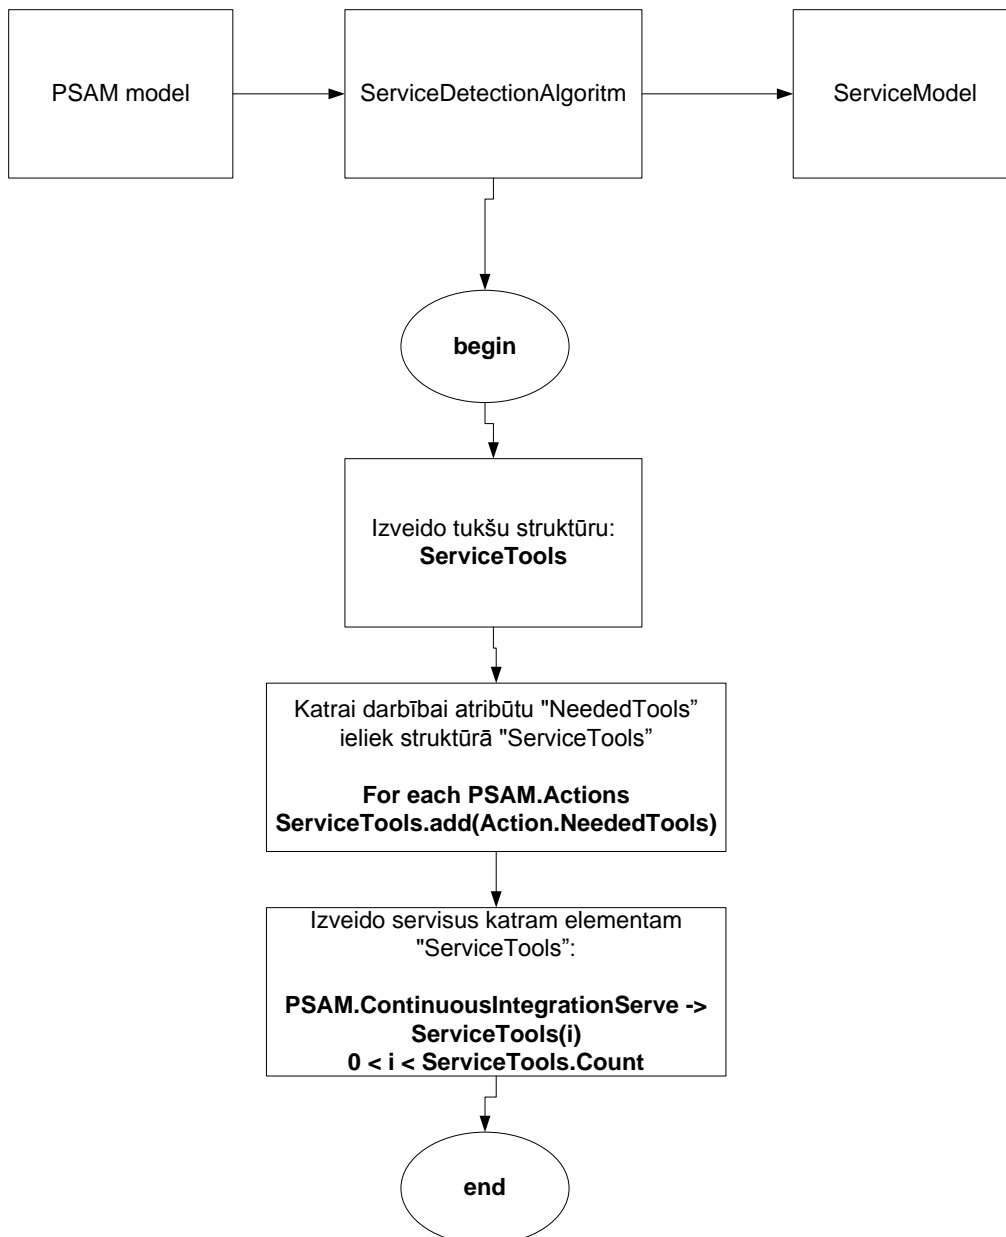 PSAM model
ServiceDetectionAlgoritm
ServiceModel
begin
Izveido tukšu struktūru:
ServiceTools
Katrai darbībai atribūtu "NeededTools”
ieliek struktūrā "ServiceTools”
For each PSAM.Actions
ServiceTools.add(Action.NeededTools)
Izveido servisus katram elementam
"ServiceTools”:
PSAM.ContinuousIntegrationServe ->
ServiceTools(i)
0 < i < ServiceTools.Count
end